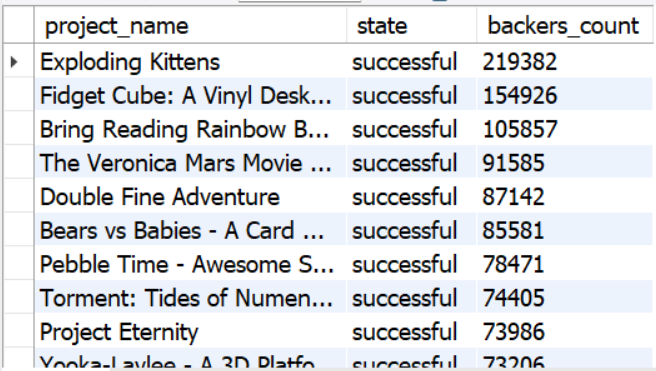 project_name state backers_count
Exploding Kittens successful 219382
Fidget Cube: A Vinyl Desk... successful 154926
Bring Reading Rainbow B... successful 105857
The Veronica Mars Movie ... successful 91585
Double Fine Adventure successful 87142
Bears vs Babies - A Card ... successful 85581
Pebble Time - Awesome S... successful 78471
Torment: Tides of Numen... successful 74405
Project Eternity successful 73986
Yooka-Laylee - A 3D Platfo... successful 73206